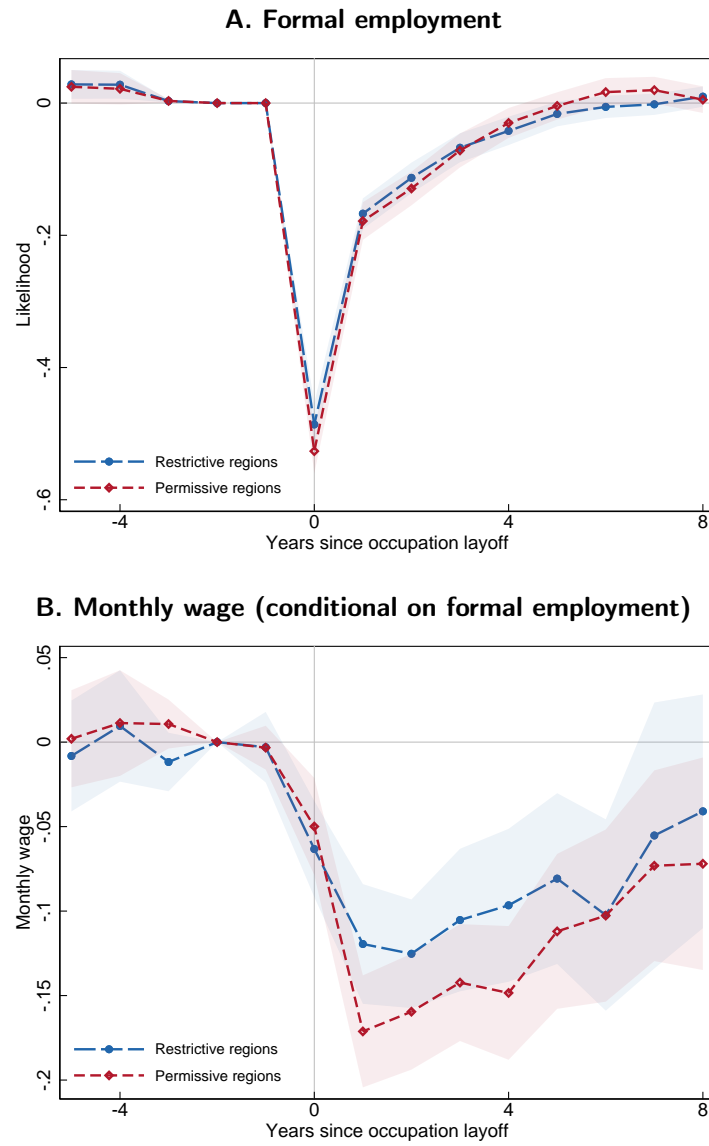 A. Formal employment
0
-.2
-.4
-.6
Likelihood
Restrictive regions
Permissive regions
-4
0
4
8
Years since occupation layoff
B. Monthly wage (conditional on formal employment)
.05
0
-.05
-.1
-.15
-.2
Monthly wage
Restrictive regions
Permissive regions
-4
0
4
8
Years since occupation layoff